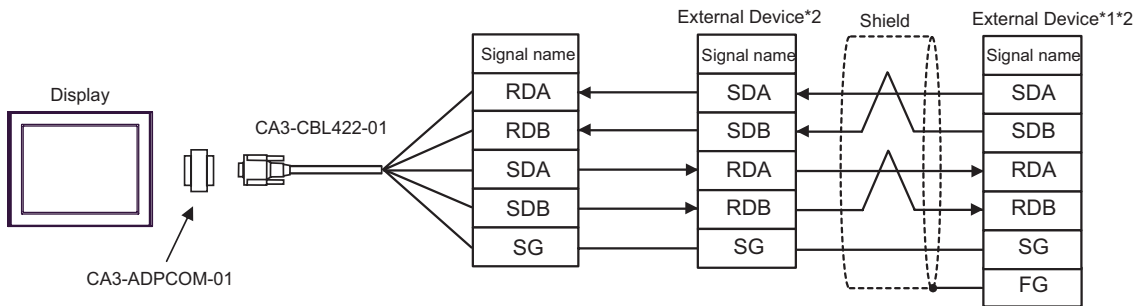 Display
CA3-ADPCOM-01
CA3-CBL422-01
Signal name
RDA
RDB
SDA
SDB
SG
External Device*2
Signal name
SDA
SDB
RDA
RDB
SG
Shield
External Device*1*2
Signal name
SDA
SDB
RDA
RDB
SG
FG